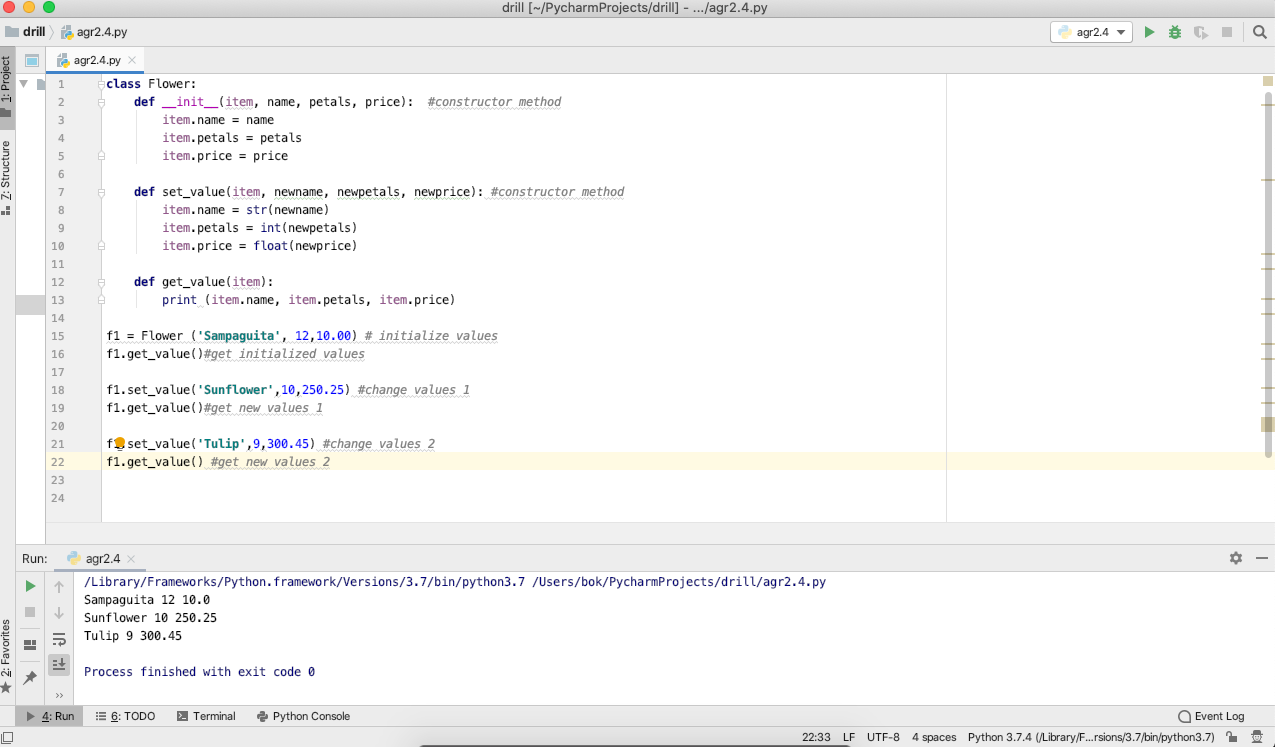 drill [~/PycharmProjects/drill] - .../agr2.4.py
drill agr2.4.py agr2.4
1: Project
7: Structure
2: Favorites
agr2.4.py
1 class Flower:
2     def __init__(item, name, petals, price):  #constructor method
3         item.name = name
4         item.petals = petals
5         item.price = price
6
7     def set_value(item, newname, newpetals, newprice): #constructor method
8         item.name = str(newname)
9         item.petals = int(newpetals)
10         item.price = float(newprice)
11
12     def get_value(item):
13         print (item.name, item.petals, item.price)
14
15 f1 = Flower ('Sampaguita', 12,10.00) # initialize values
16 f1.get_value()#get initialized values
17
18 f1.set_value('Sunflower',10,250.25) #change values 1
19 f1.get_value()#get new values 1
20
21 f1.set_value('Tulip',9,300.45) #change values 2
22 f1.get_value() #get new values 2
23
24
Run: agr2.4
/Library/Frameworks/Python.framework/Versions/3.7/bin/python3.7 /Users/bok/PycharmProjects/drill/agr2.4.py
Sampaguita 12 10.0
Sunflower 10 250.25
Tulip 9 300.45
Process finished with exit code 0
4: Run 6: TODO Terminal Python Console Event Log
22:33 LF UTF-8 4 spaces Python 3.7.4 (/Library/F...rsions/3.7/bin/python3.7)